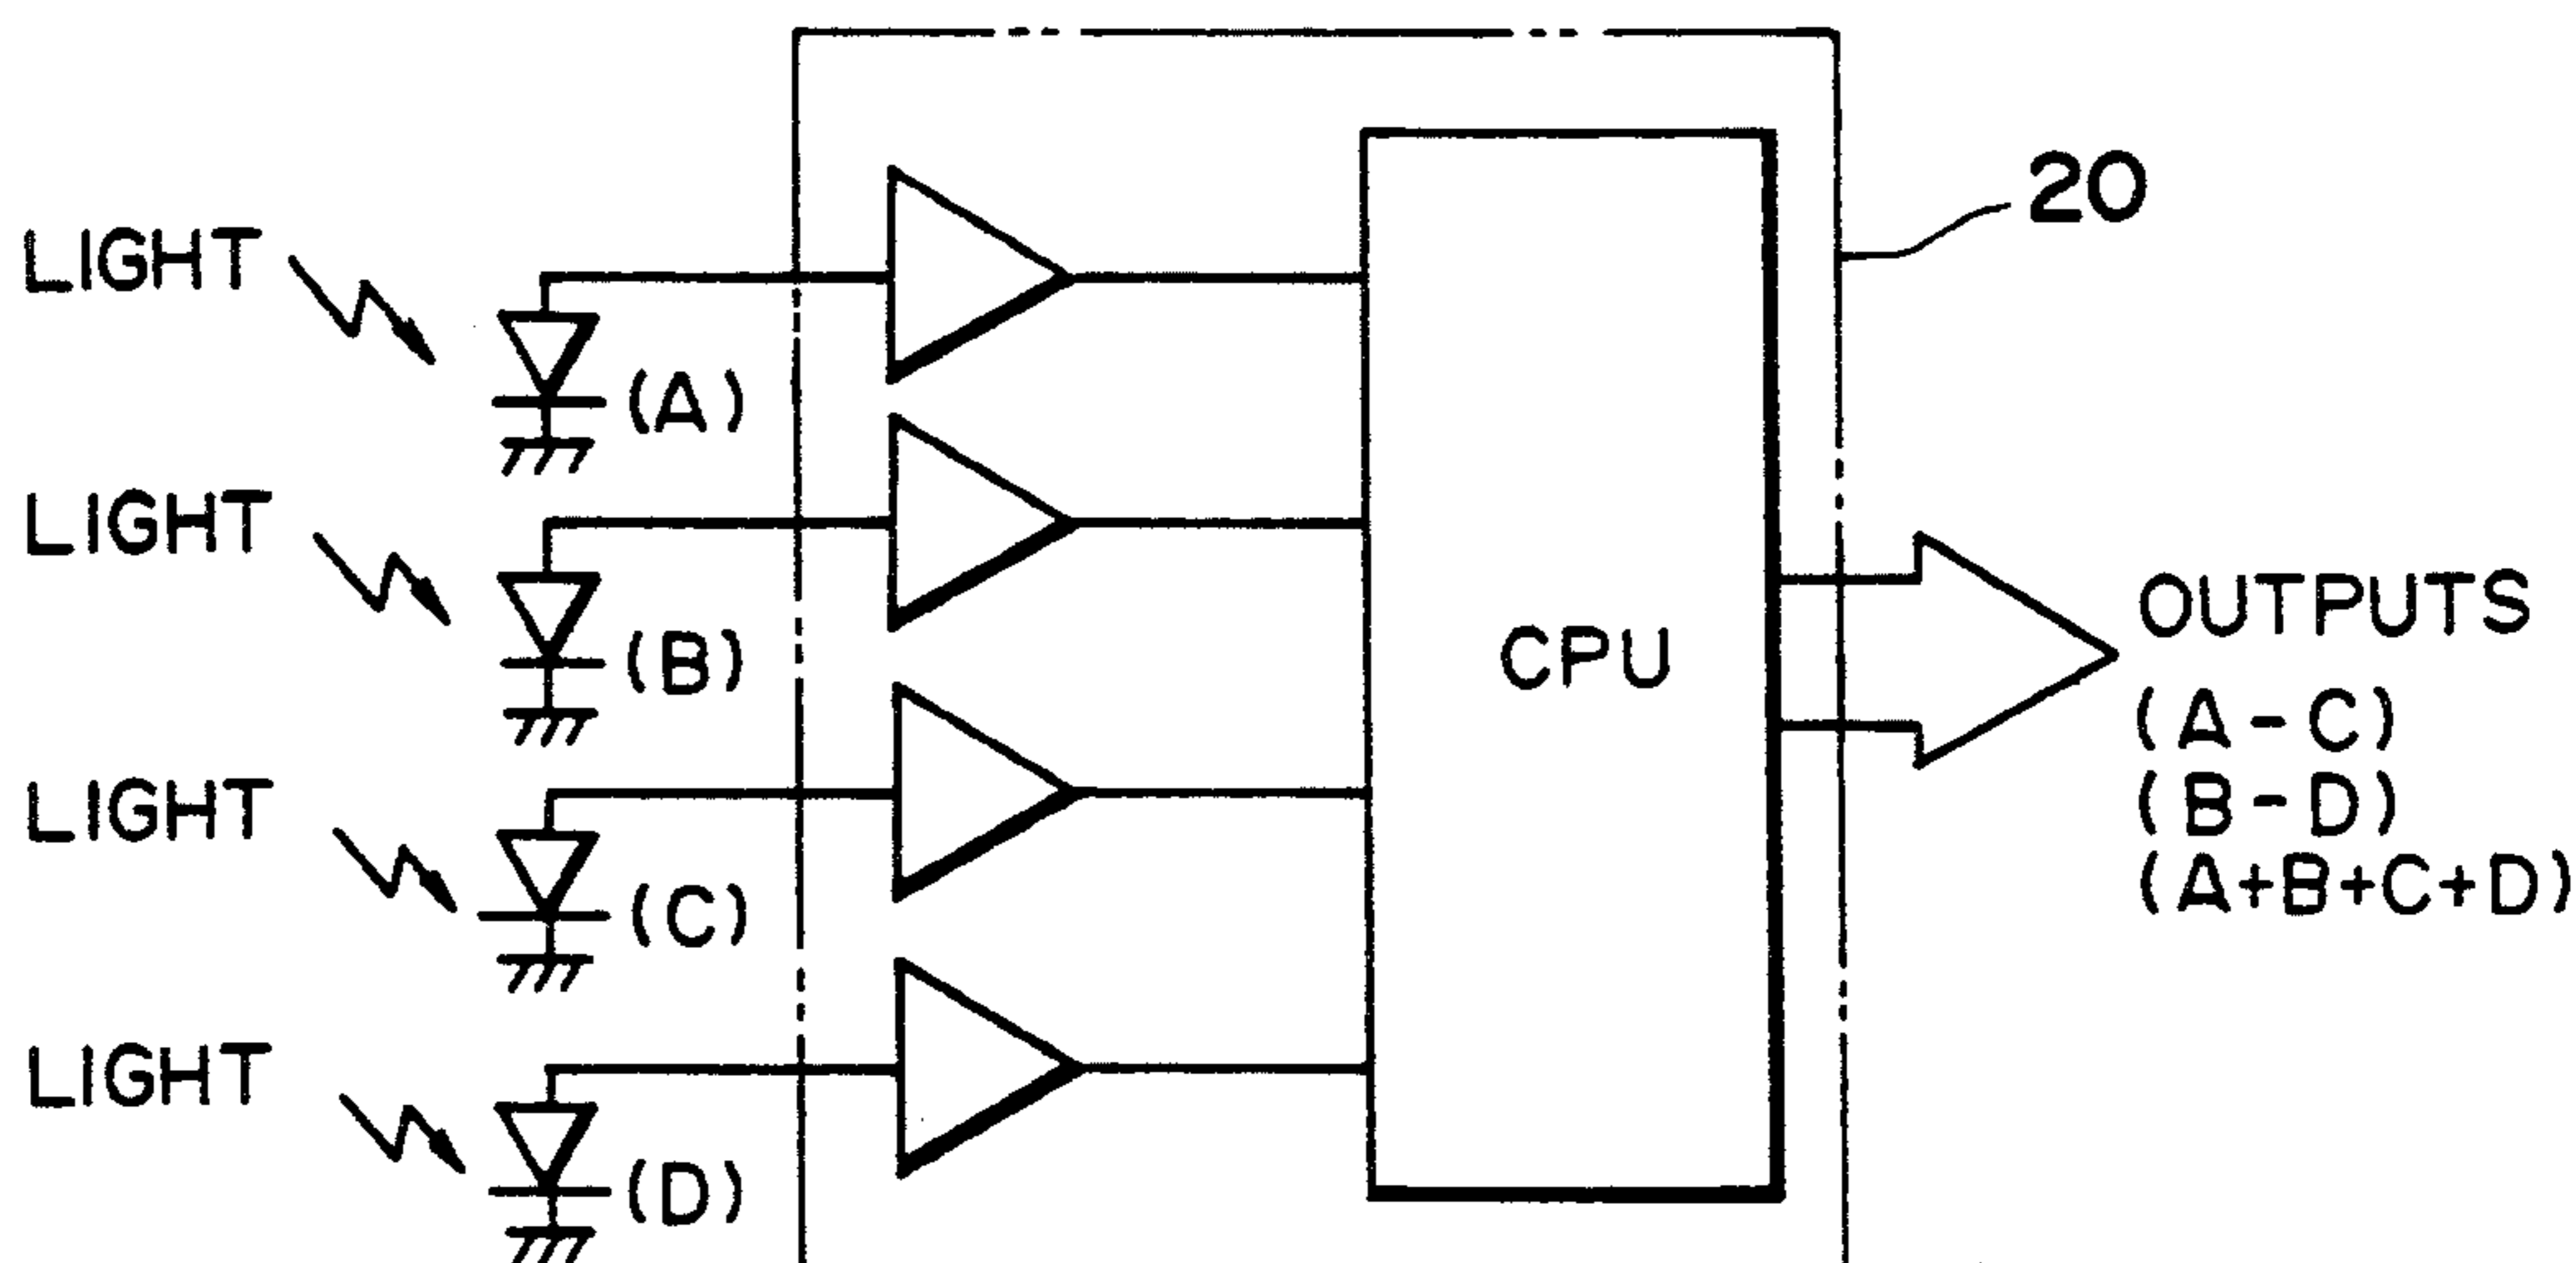 20
LIGHT
(A)
LIGHT
(B)
CPU
OUTPUTS
(A-C)
(B-D)
(A+B+C+D)
LIGHT
(C)
LIGHT
(D)